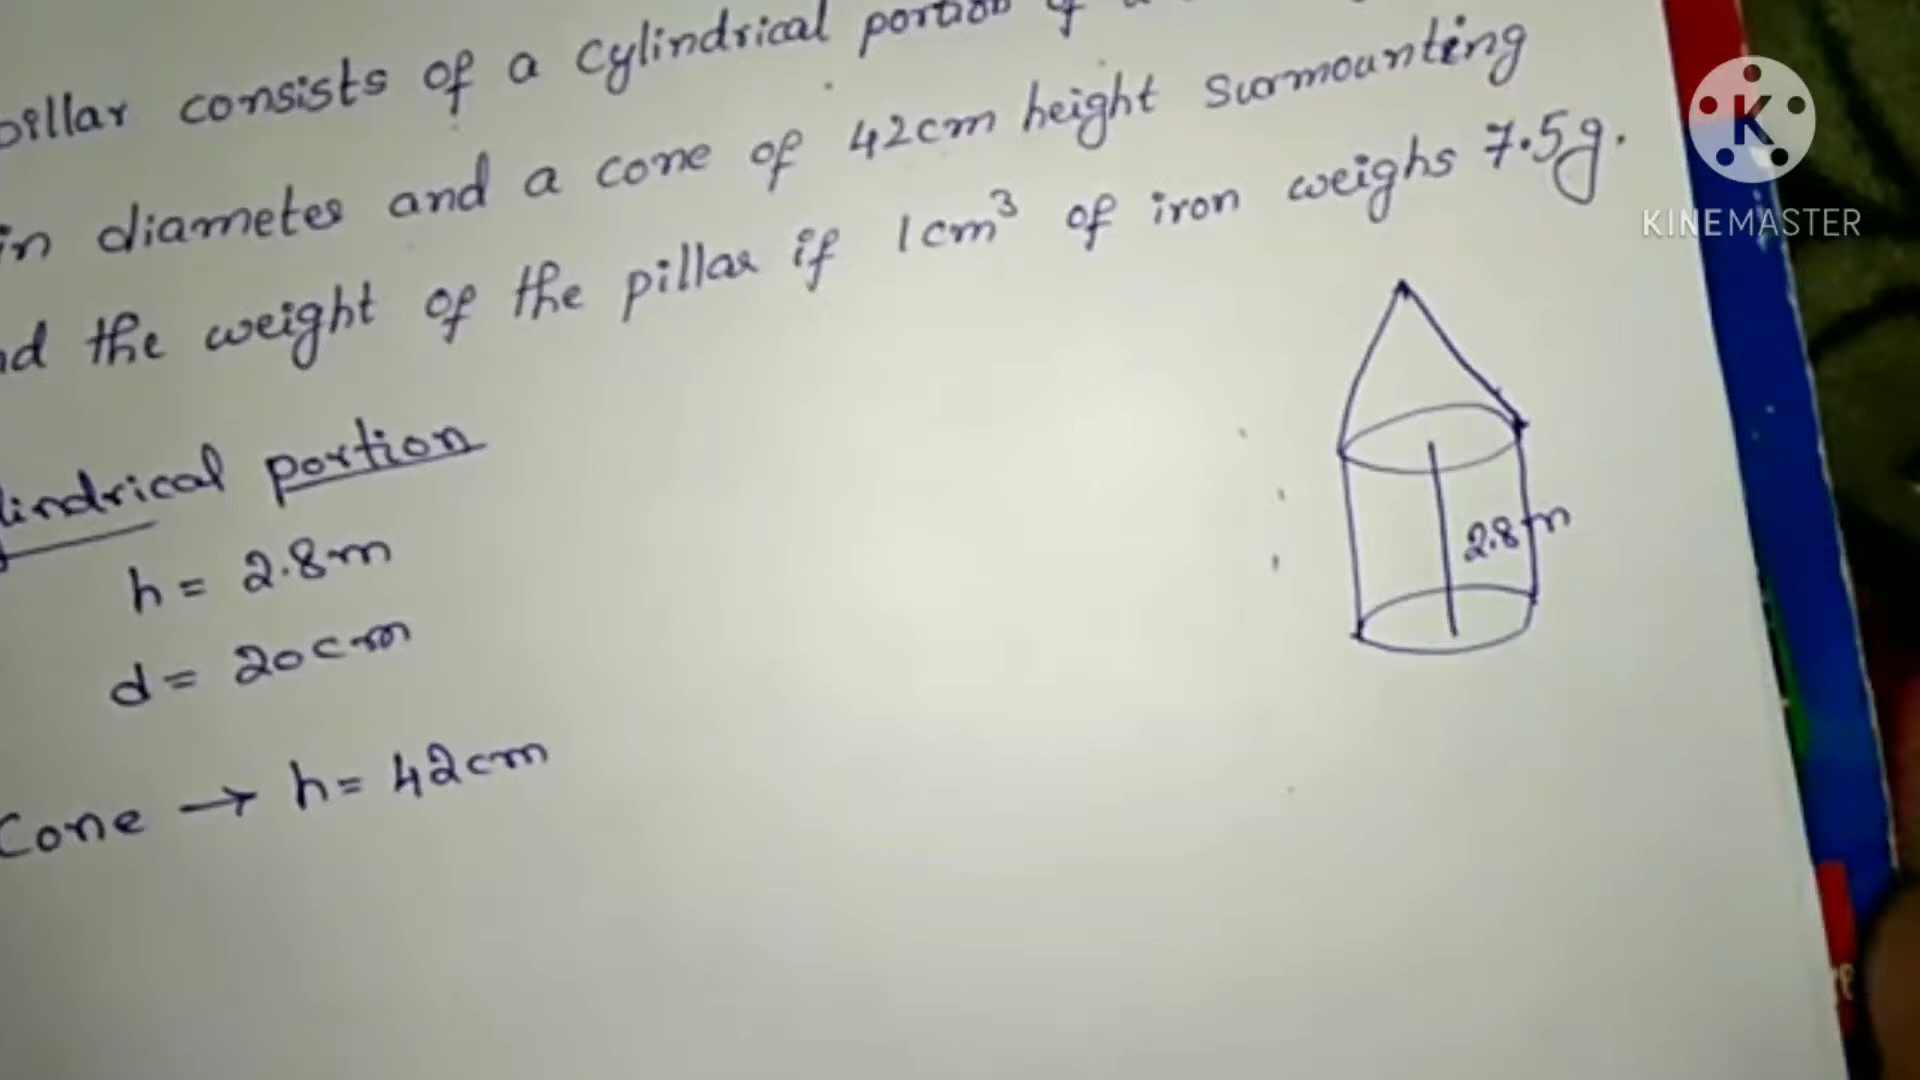 pillar consists of a cylindrical portion of a
in diameter and a cone of 42cm height surmounting
the weight of the pillar if 1cm³ of iron weighs 7.5g.
portion
h = 2.8m
d = 20cm
Cone → h = 42cm
2.8m
K
KINEMASTER